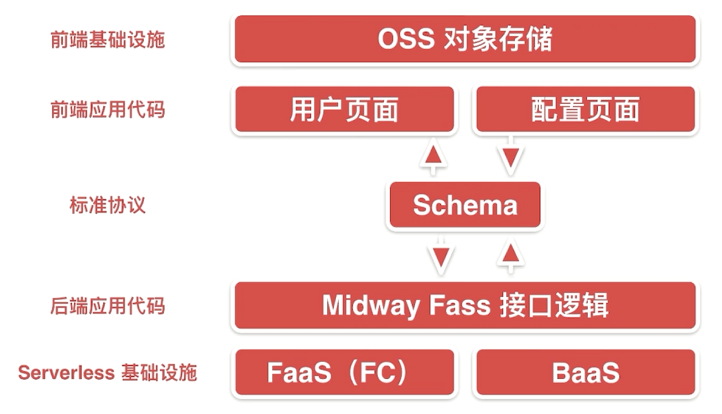 前端基础设施
OSS 对象存储
前端应用代码
用户页面
配置页面
标准协议
Schema
后端应用代码
Midway Fass 接口逻辑
Serverless 基础设施
FaaS（FC）
BaaS